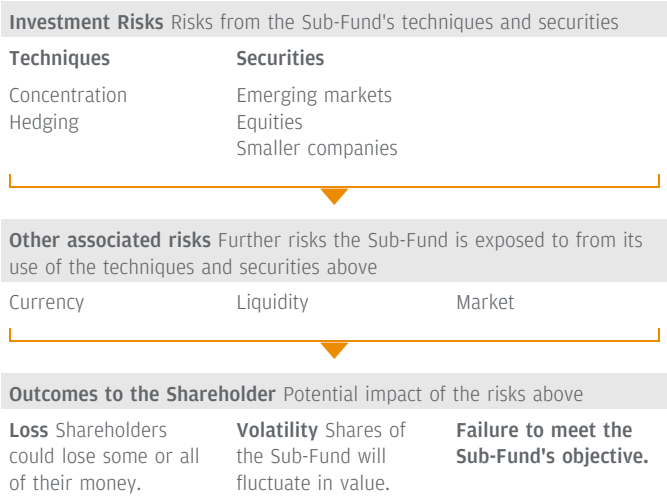 Investment Risks Risks from the Sub-Fund's techniques and securities
Techniques
Securities
Concentration
Hedging
Emerging markets
Equities
Smaller companies
Other associated risks Further risks the Sub-Fund is exposed to from its
use of the techniques and securities above
Currency
Liquidity
Market
Outcomes to the Shareholder Potential impact of the risks above
Loss Shareholders
could lose some or all
of their money.
Volatility Shares of
the Sub-Fund will
fluctuate in value.
Failure to meet the
Sub-Fund's objective.